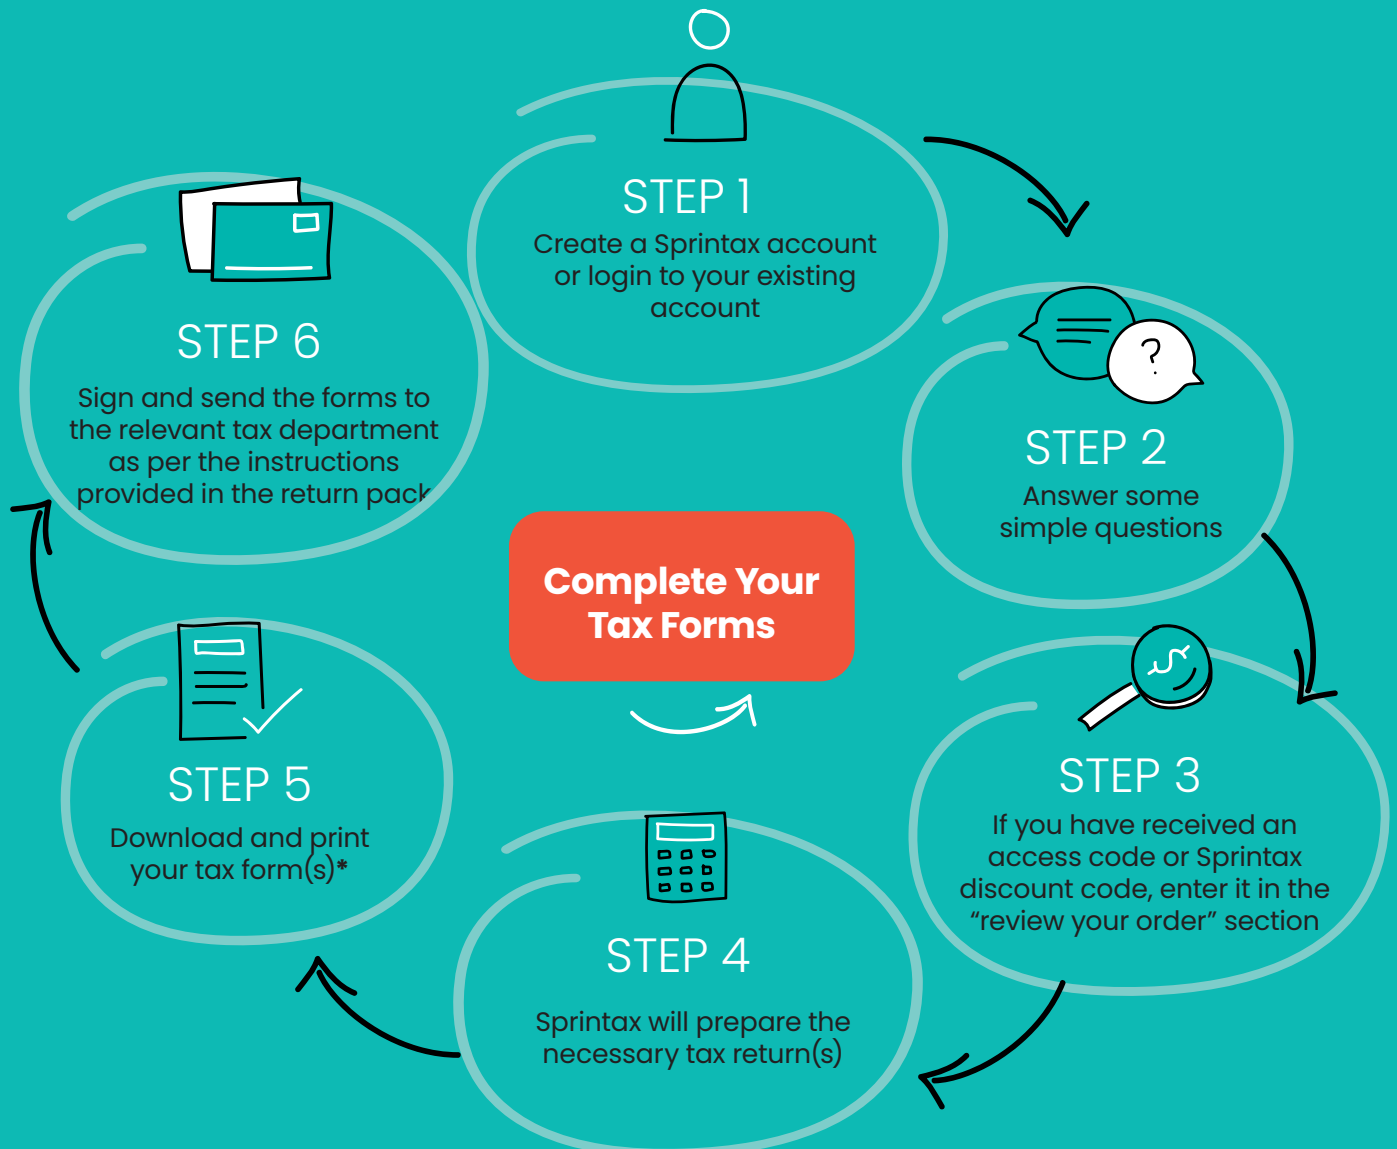 STEP 1
Create a Sprintax account
or login to your existing
account
STEP 2
Answer some
simple questions
STEP 3
If you have received an
access code or Sprintax
discount code, enter it in the
“review your order” section
STEP 4
Sprintax will prepare the
necessary tax return(s)
STEP 5
Download and print
your tax form(s)*
STEP 6
Sign and send the forms to
the relevant tax department
as per the instructions
provided in the return pack
Complete Your
Tax Forms
?